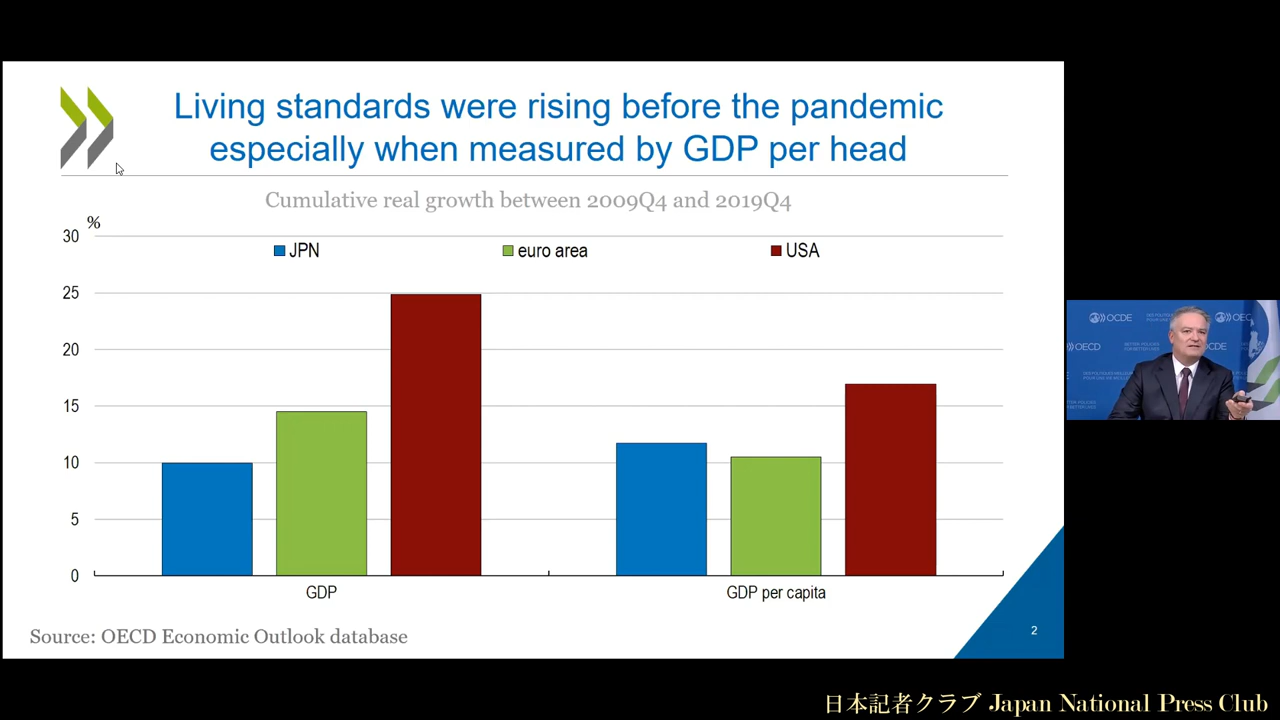 Living standards were rising before the pandemic
especially when measured by GDP per head
Cumulative real growth between 2009Q4 and 2019Q4
%
30
JPN
euro area
USA
25
20
15
10
5
0
GDP
GDP per capita
Source: OECD Economic Outlook database
2
OCDE
OECD
日本記者クラブ Japan National Press Club